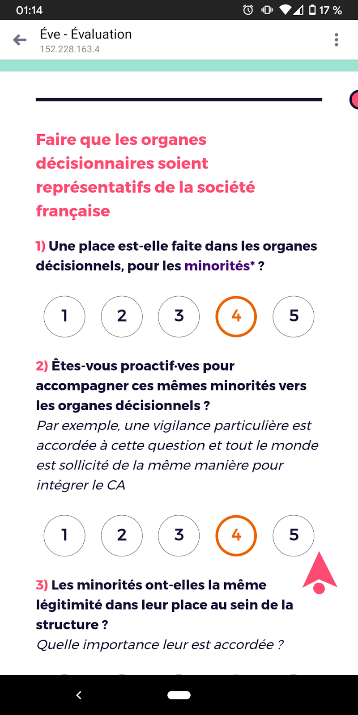 01:14
17 %
Éve - Évaluation
152.228.163.4
Faire que les organes
décisionnaires soient
représentatifs de la société
française
1) Une place est-elle faite dans les organes
décisionnels, pour les minorités* ?
1 2 3 4 5
2) Êtes-vous proactif·ves pour
accompagner ces mêmes minorités vers
les organes décisionnels ?
Par exemple, une vigilance particulière est
accordée à cette question et tout le monde
est sollicité de la même manière pour
intégrer le CA
1 2 3 4 5
3) Les minorités ont-elles la même
légitimité dans leur place au sein de la
structure ?
Quelle importance leur est accordée ?